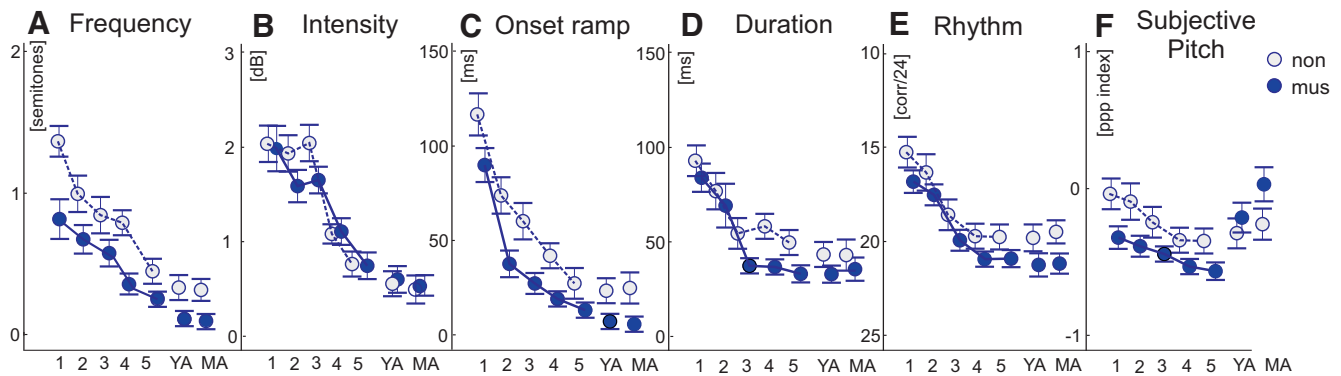 A Frequency
[semitones]
2
1
0
1 2 3 4 5 YA MA
B Intensity
[dB]
3
2
1
0
1 2 3 4 5 YA MA
C Onset ramp
[ms]
150
100
50
0
1 2 3 4 5 YA MA
D Duration
[ms]
150
100
50
0
1 2 3 4 5 YA MA
E Rhythm
[corr/24]
10
15
20
25
1 2 3 4 5 YA MA
F Subjective
Pitch
[ppp index]
1
0
-1
1 2 3 4 5 YA MA
non
mus